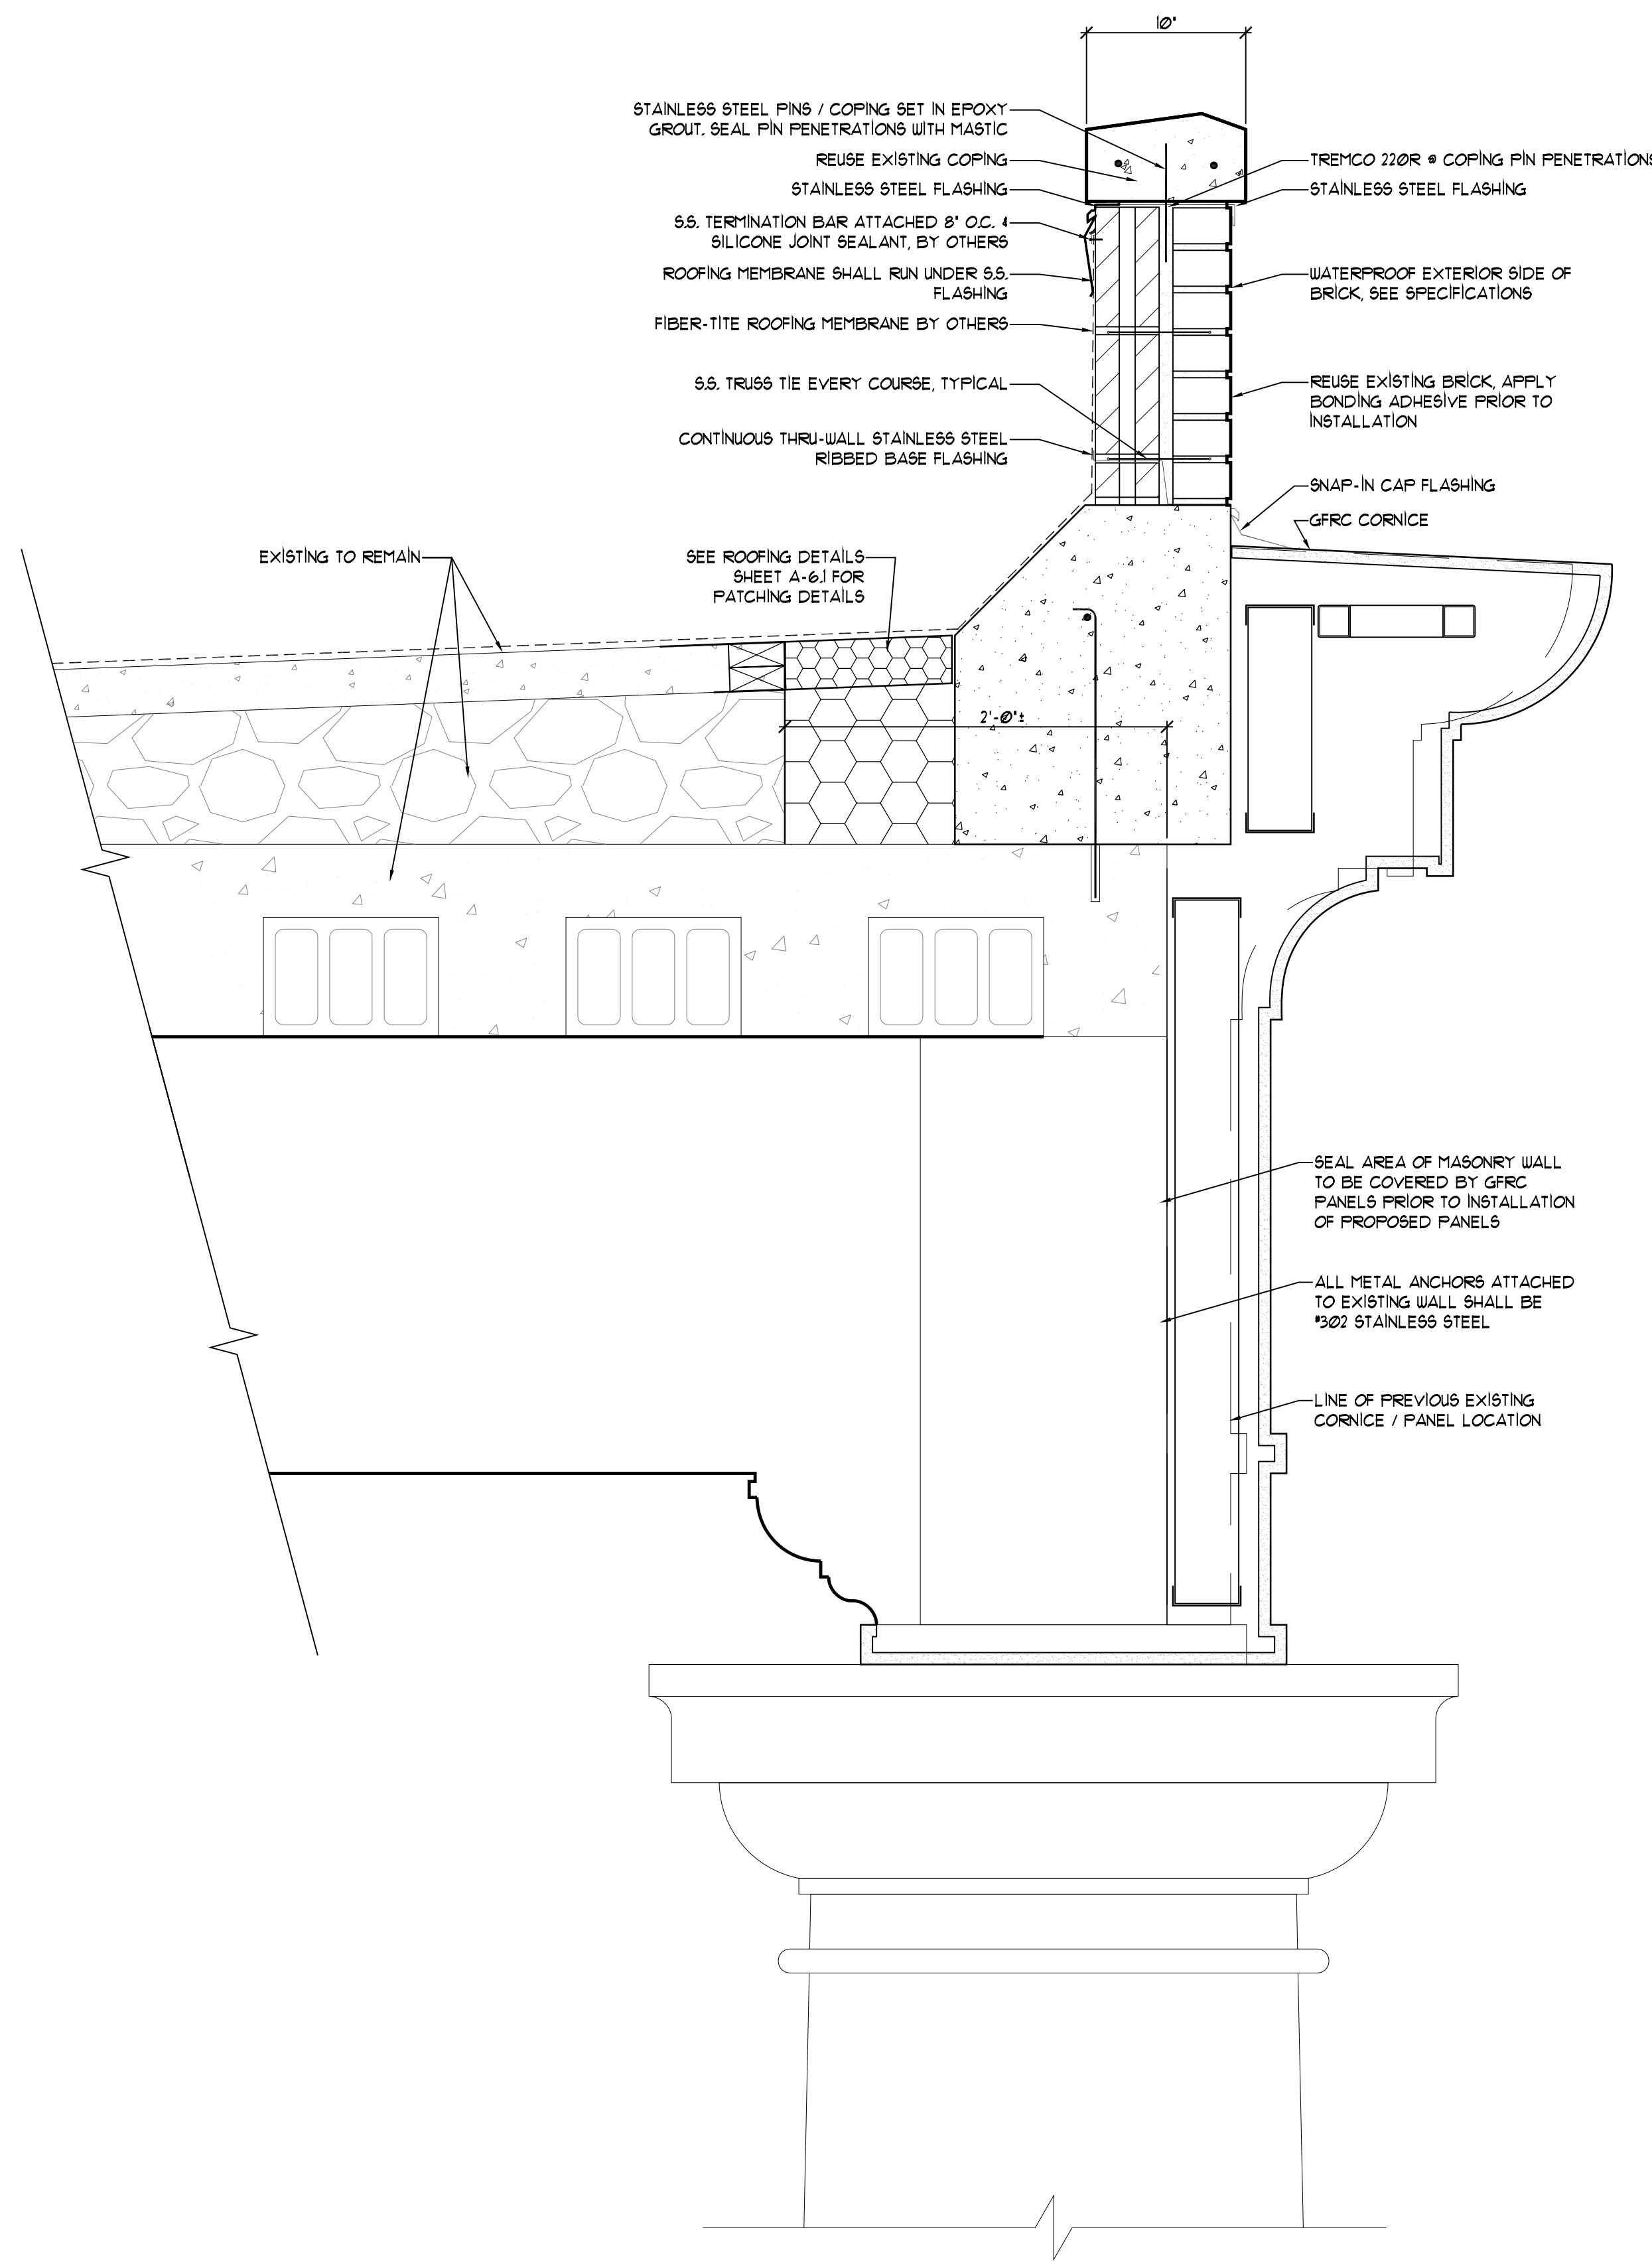 10"
STAINLESS STEEL PINS / COPING SET IN EPOXY
GROUT. SEAL PIN PENETRATIONS WITH MASTIC
REUSE EXISTING COPING
STAINLESS STEEL FLASHING
S.S. TERMINATION BAR ATTACHED 8" O.C. &
SILICONE JOINT SEALANT, BY OTHERS
ROOFING MEMBRANE SHALL RUN UNDER S.S.
FLASHING
FIBER-TITE ROOFING MEMBRANE BY OTHERS
S.S. TRUSS TIE EVERY COURSE, TYPICAL
CONTINUOUS THRU-WALL STAINLESS STEEL
RIBBED BASE FLASHING
TREMCO 220R @ COPING PIN PENETRATIONS
STAINLESS STEEL FLASHING
WATERPROOF EXTERIOR SIDE OF
BRICK, SEE SPECIFICATIONS
REUSE EXISTING BRICK, APPLY
BONDING ADHESIVE PRIOR TO
INSTALLATION
SNAP-IN CAP FLASHING
GFRC CORNICE
EXISTING TO REMAIN
SEE ROOFING DETAILS
SHEET A-6.1 FOR
PATCHING DETAILS
2'-0"±
SEAL AREA OF MASONRY WALL
TO BE COVERED BY GFRC
PANELS PRIOR TO INSTALLATION
OF PROPOSED PANELS
ALL METAL ANCHORS ATTACHED
TO EXISTING WALL SHALL BE
#302 STAINLESS STEEL
LINE OF PREVIOUS EXISTING
CORNICE / PANEL LOCATION